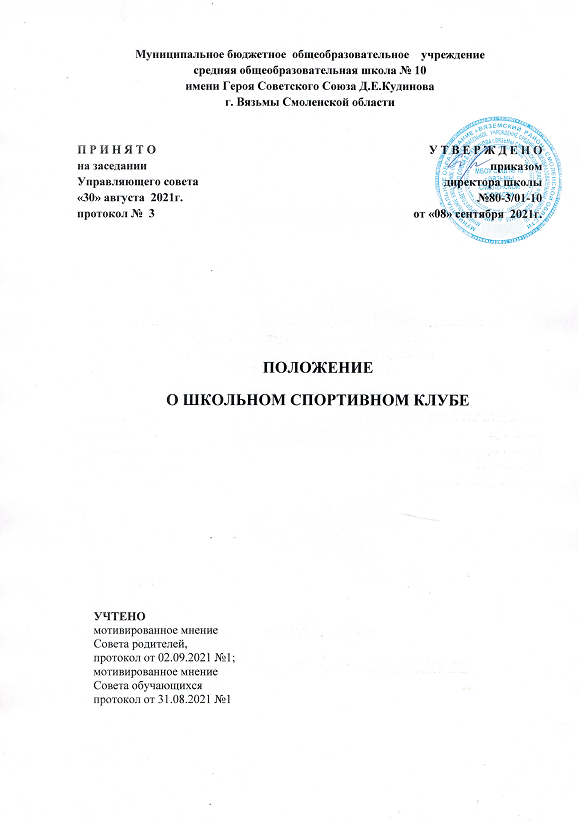 Муниципальное бюджетное общеобразовательное учреждение
средняя общеобразовательная школа № 10
имени Героя Советского Союза Д.Е.Кудинова
г. Вязьмы Смоленской области
П Р И Н Я Т О
на заседании
Управляющего совета
«30» августа 2021г.
протокол № 3
У Т В Е Р Ж Д Е Н О
приказом
директора школы
№80-3/01-10
от «08» сентября 2021г.
ПОЛОЖЕНИЕ
О ШКОЛЬНОМ СПОРТИВНОМ КЛУБЕ
УЧТЕНО
мотивированное мнение
Совета родителей,
протокол от 02.09.2021 №1;
мотивированное мнение
Совета обучающихся
протокол от 31.08.2021 №1